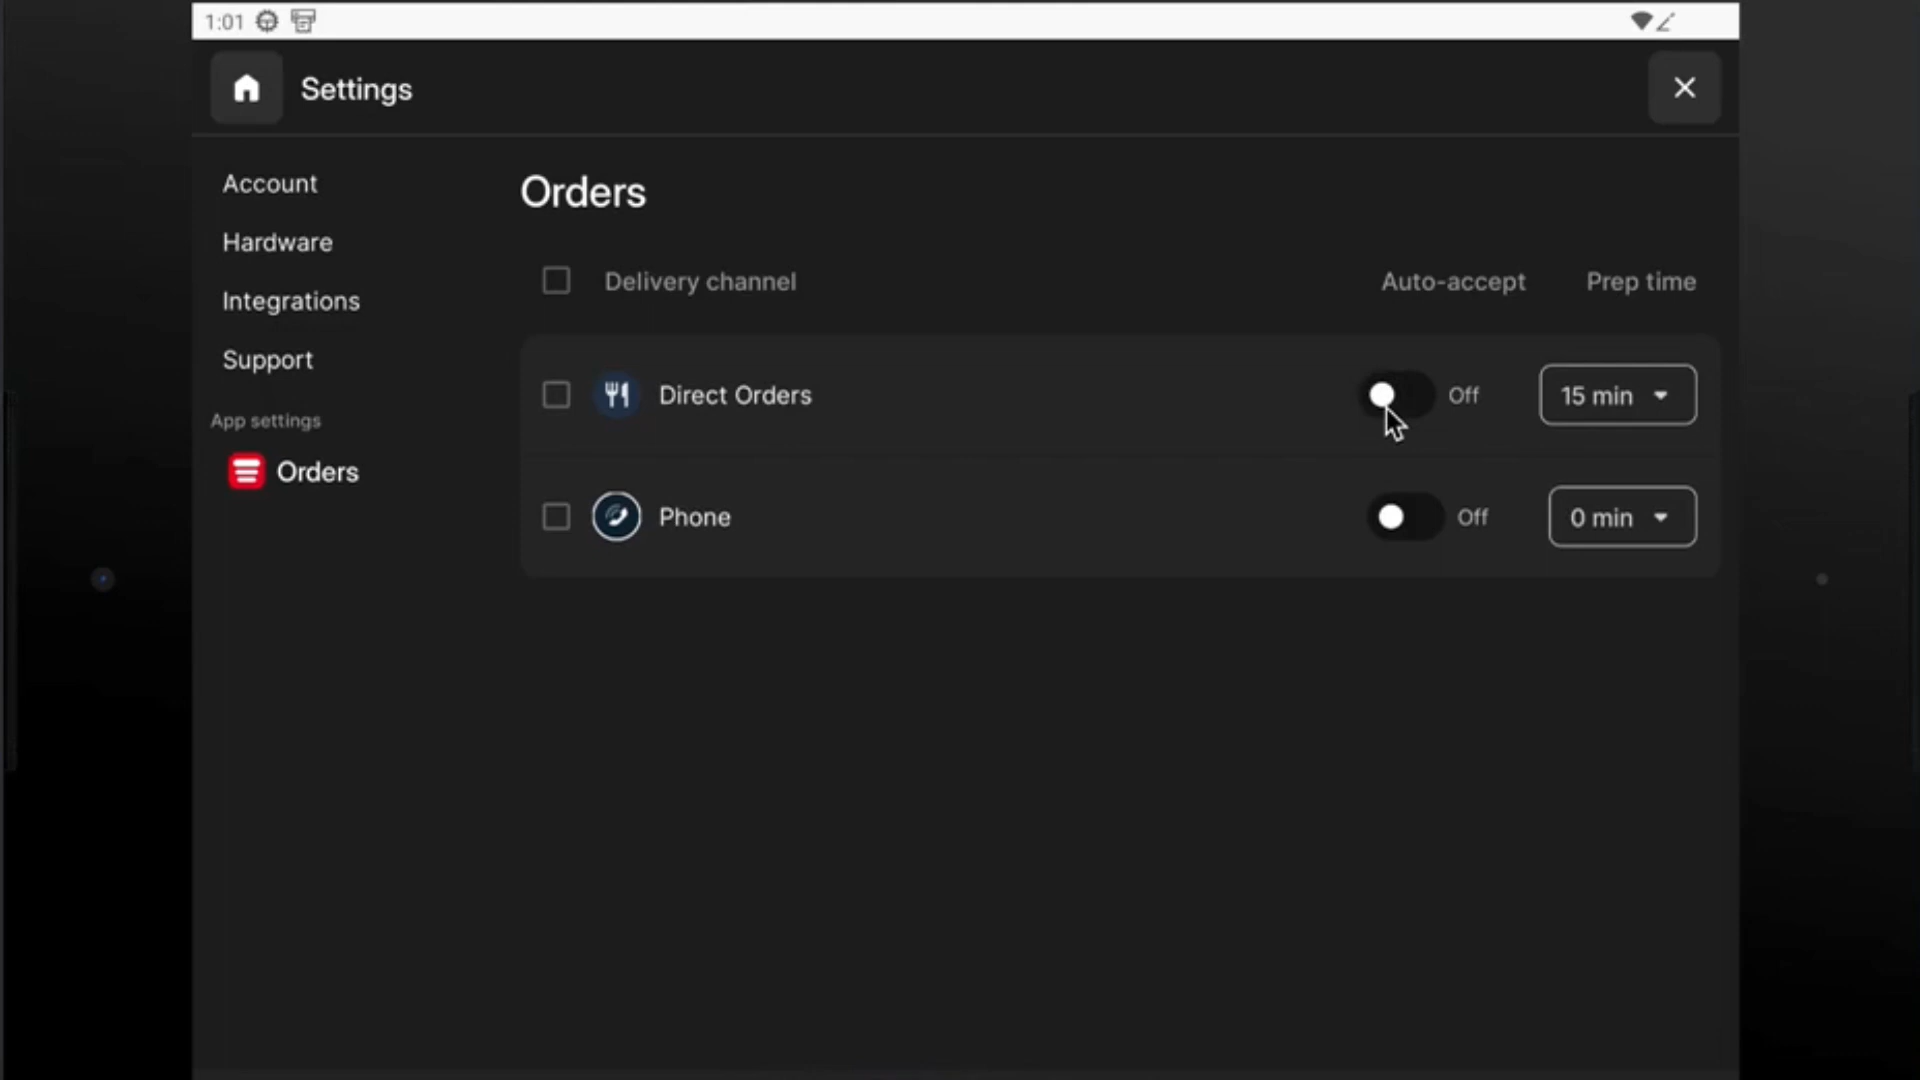 1:01
Settings
Account
Hardware
Integrations
Support
App settings
Orders
Orders
Delivery channel Auto-accept Prep time
Direct Orders Off 15 min
Phone Off 0 min